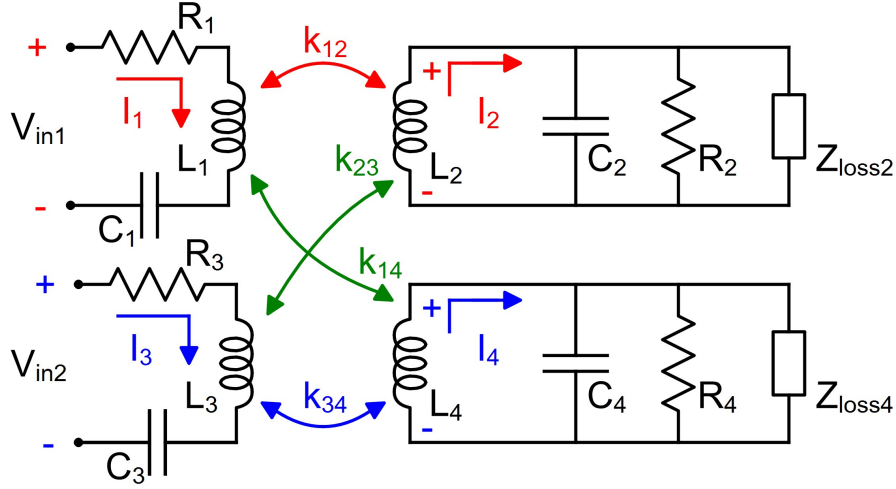 R₁
+
k₁₂
+
I₁
I₂
Vᵢₙ₁
L₁
k₂₃
L₂
C₂
R₂
Zₗₒₛₛ₂
-
-
C₁
R₃
k₁₄
+
+
I₃
I₄
Vᵢₙ₂
L₃
k₃₄
L₄
C₄
R₄
Zₗₒₛₛ₄
-
-
C₃